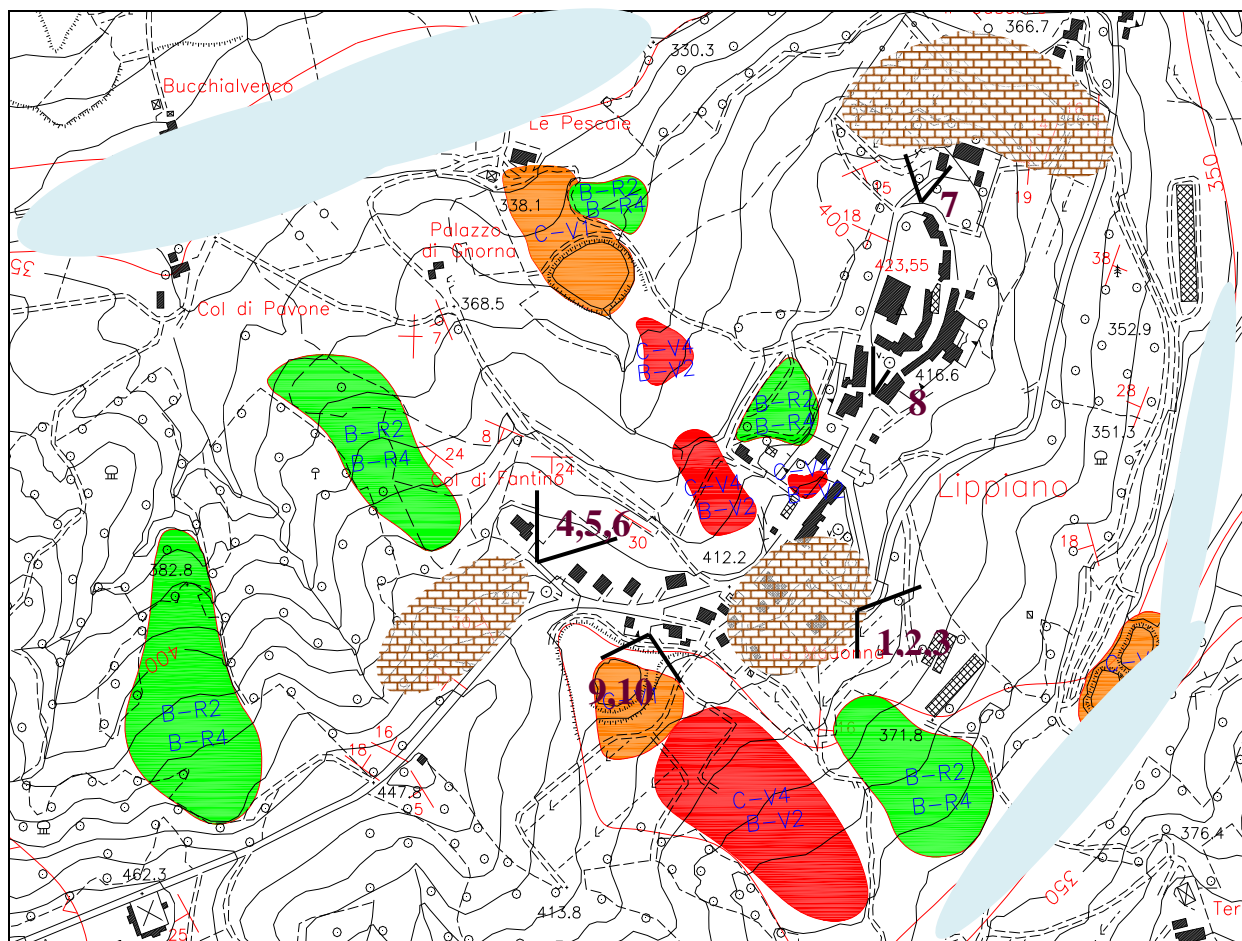 366.7
330.3
Bucchialvenco
Le Pescaie
B-R2
B-R4
338.1
C-V1
15
19
7
18
400
350
Palazzo
di Gnorna
423,55
38
35
368.5
Col di Pavone
7
352.9
C-V4
B-V2
416.6
8
28
B-R2
B-R4
351.3
B-R2
B-R4
8
24
24
Col di Fantino
C-V4
B-V2
C-V4
Lippiano
4,5,6
30
412.2
18
382.8
400
1,2,3
9,10
B-R2
B-R4
16
18
371.8
B-R2
B-R4
447.8
5
C-V4
B-V2
376.4
462.3
350
413.8
25
Ter